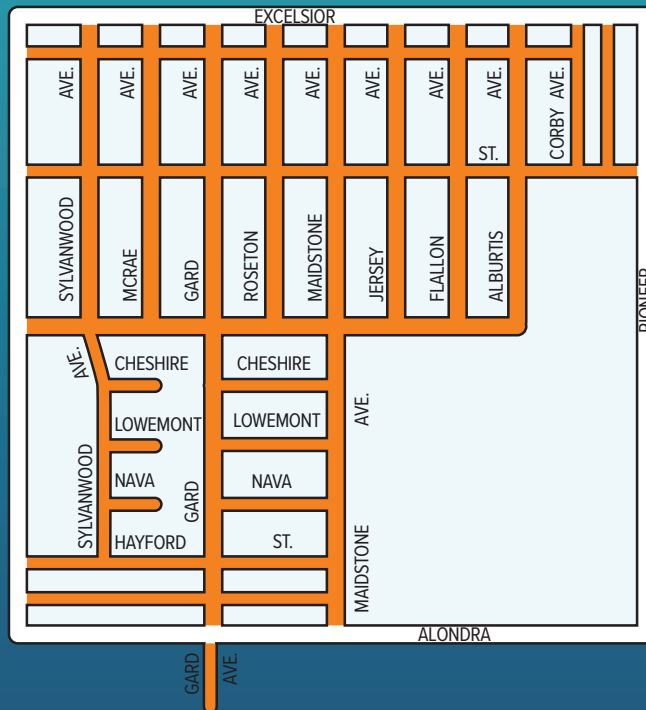 EXCELSIOR
AVE.
AVE.
AVE.
AVE.
AVE.
AVE.
AVE.
AVE.
CORBY AVE.
ST.
SYLVANWOOD
MCRAE
GARD
ROSETON
MAIDSTONE
JERSEY
FLALLON
ALBURTIS
PIONEER
AVE.
CHESHIRE
CHESHIRE
AVE.
LOWEMONT
LOWEMONT
SYLVANWOOD
NAVA
GARD
NAVA
HAYFORD
ST.
MAIDSTONE
ALONDRA
GARD
AVE.